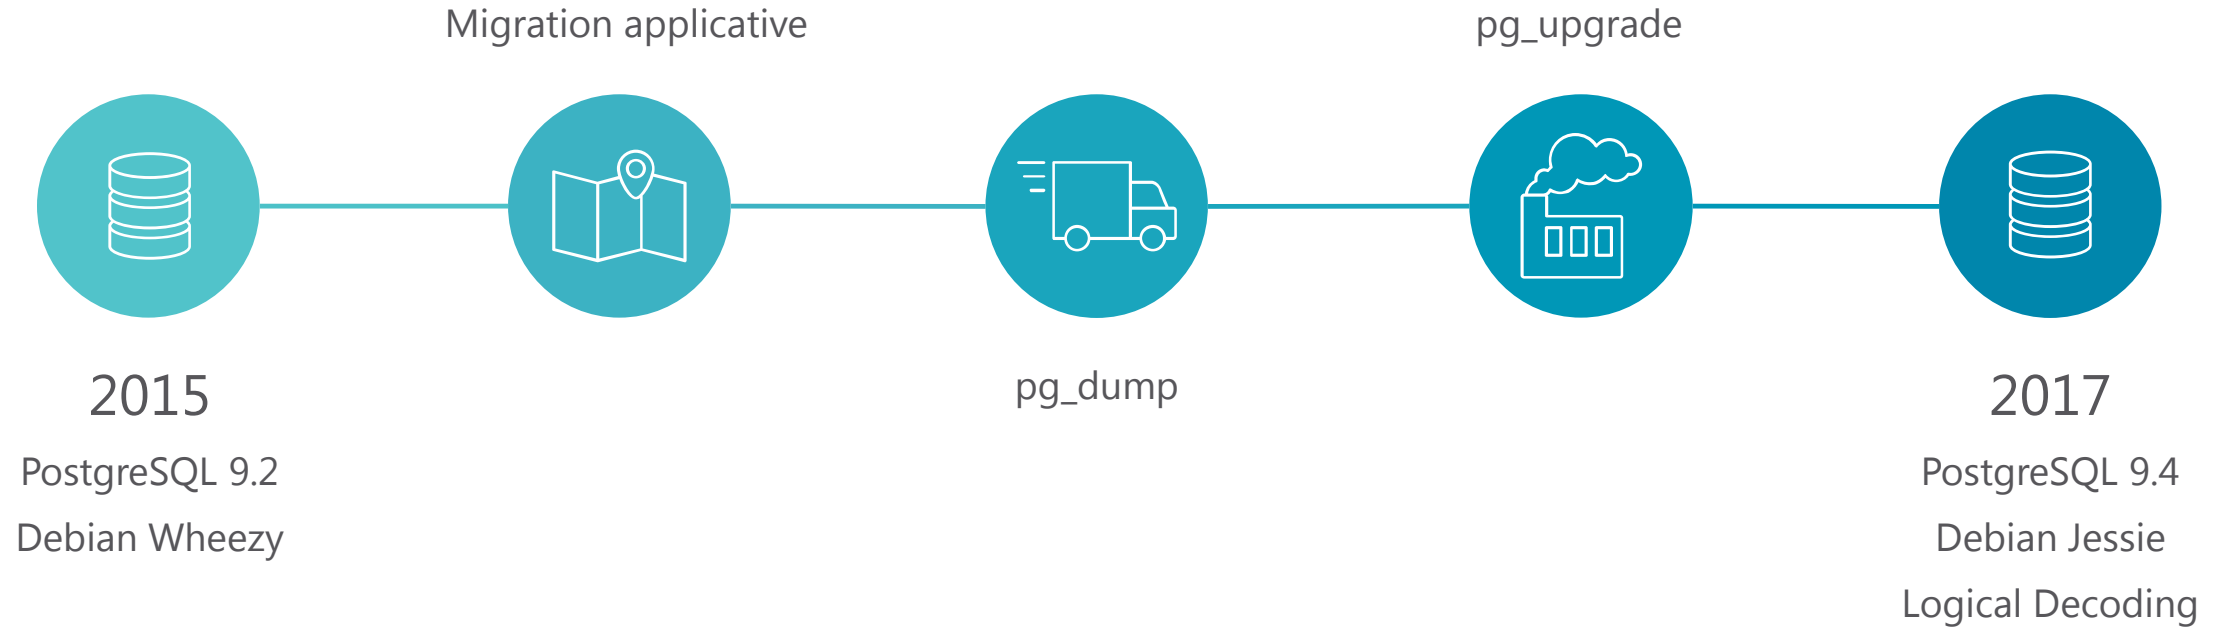 Migration applicative
pg_upgrade
pg_dump
2015
PostgreSQL 9.2
Debian Wheezy
2017
PostgreSQL 9.4
Debian Jessie
Logical Decoding